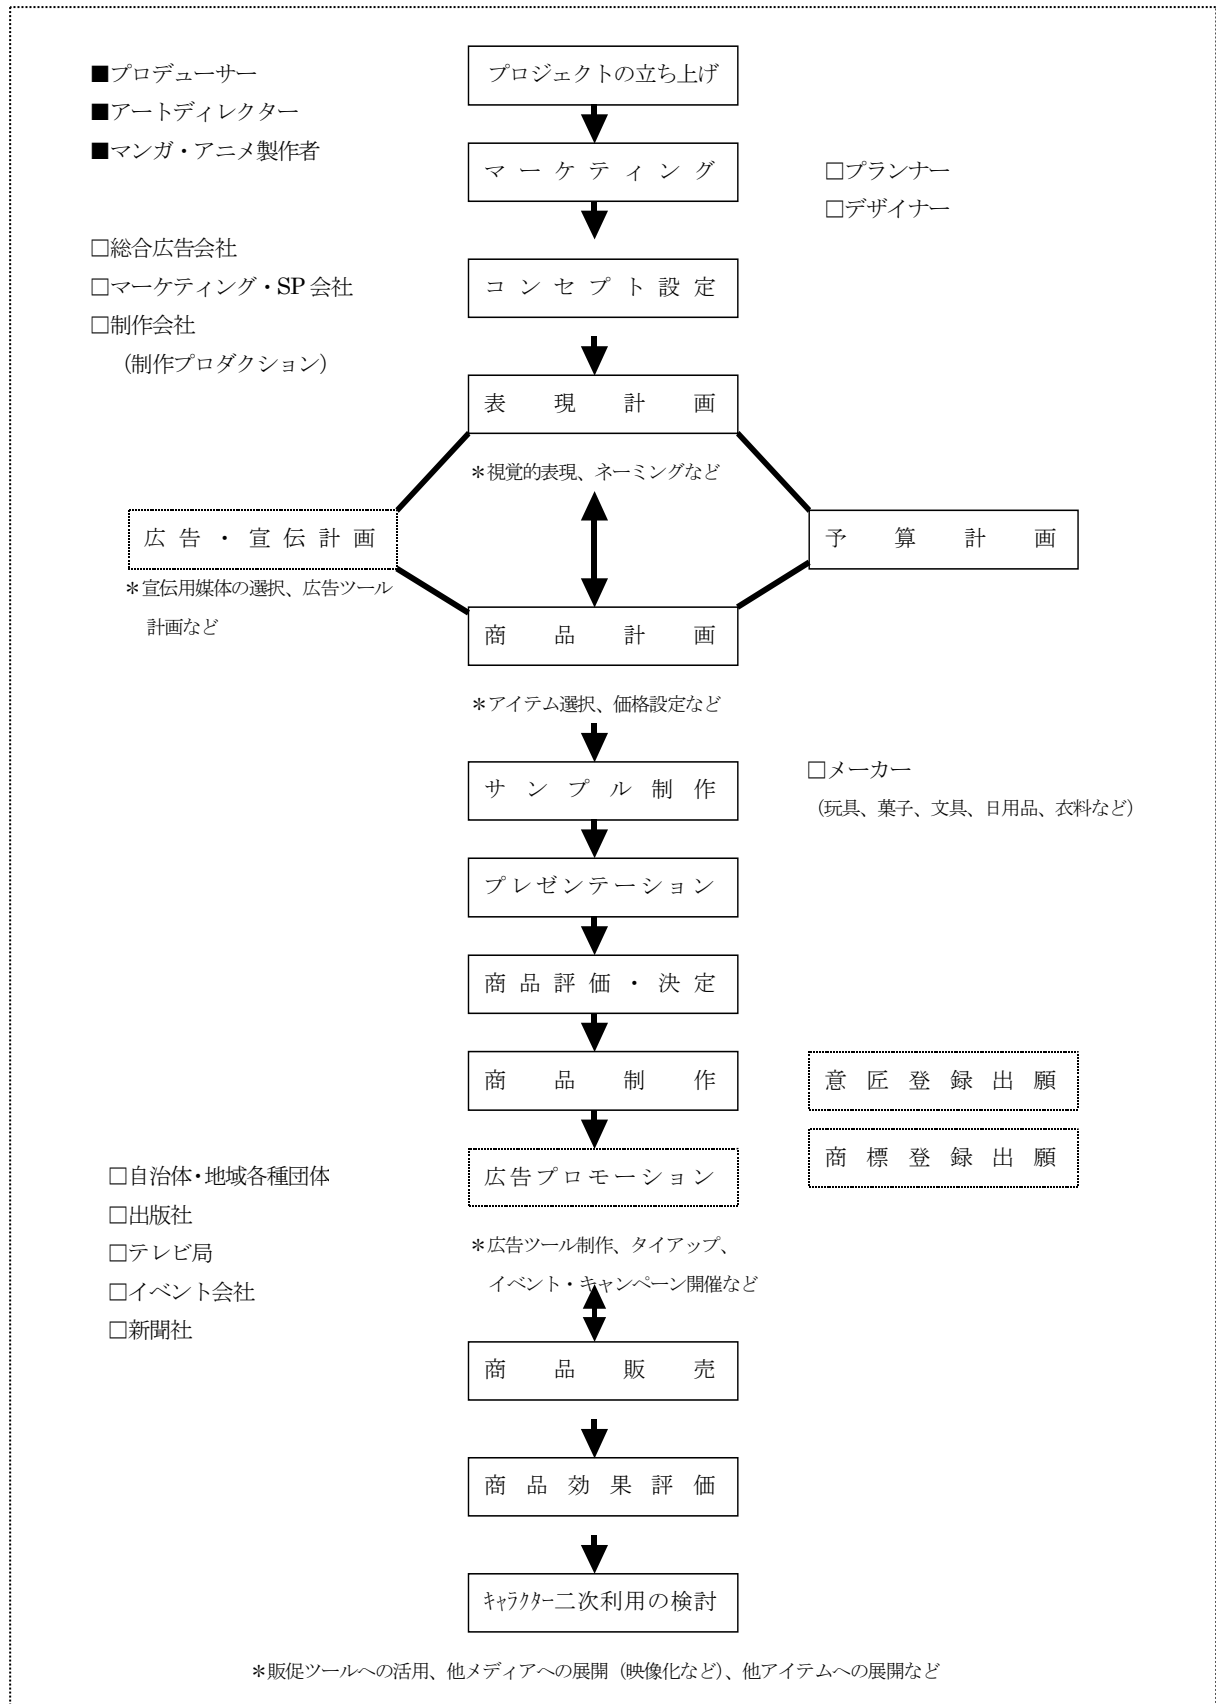 プロジェクトの立ち上げ
■プロデューサー
■アートディレクター
■マンガ・アニメ製作者
マーケティング
□プランナー
□デザイナー
□総合広告会社
□マーケティング・SP 会社
□制作会社
（制作プロダクション）
コンセプト設定
表現計画
＊視覚的表現、ネーミングなど
広告・宣伝計画
予算計画
＊宣伝用媒体の選択、広告ツール
計画など
商品計画
＊アイテム選択、価格設定など
サンプル制作
□メーカー
（玩具、菓子、文具、日用品、衣料など）
プレゼンテーション
商品評価・決定
商品制作
意匠登録出願
商標登録出願
広告プロモーション
□自治体・地域各種団体
□出版社
□テレビ局
□イベント会社
□新聞社
＊広告ツール制作、タイアップ、
イベント・キャンペーン開催など
商品販売
商品効果評価
ｷｬﾗｸﾀｰ二次利用の検討
＊販促ツールへの活用、他メディアへの展開（映像化など）、他アイテムへの展開など